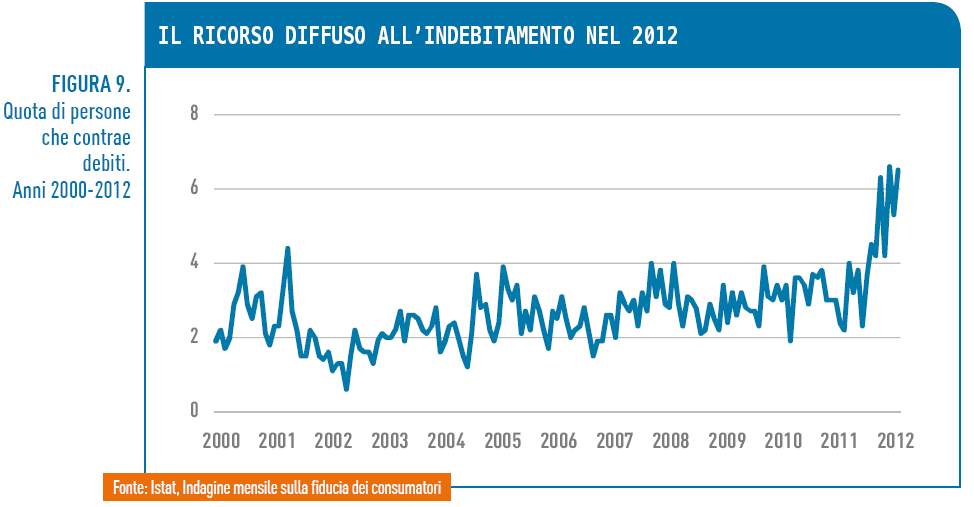 IL RICORSO DIFFUSO ALL'INDEBITAMENTO NEL 2012
FIGURA 9.
Quota di persone
che contrae
debiti.
Anni 2000-2012
8
6
4
2
0
2000 2001 2002 2003 2004 2005 2006 2007 2008 2009 2010 2011 2012
Fonte: Istat, Indagine mensile sulla fiducia dei consumatori